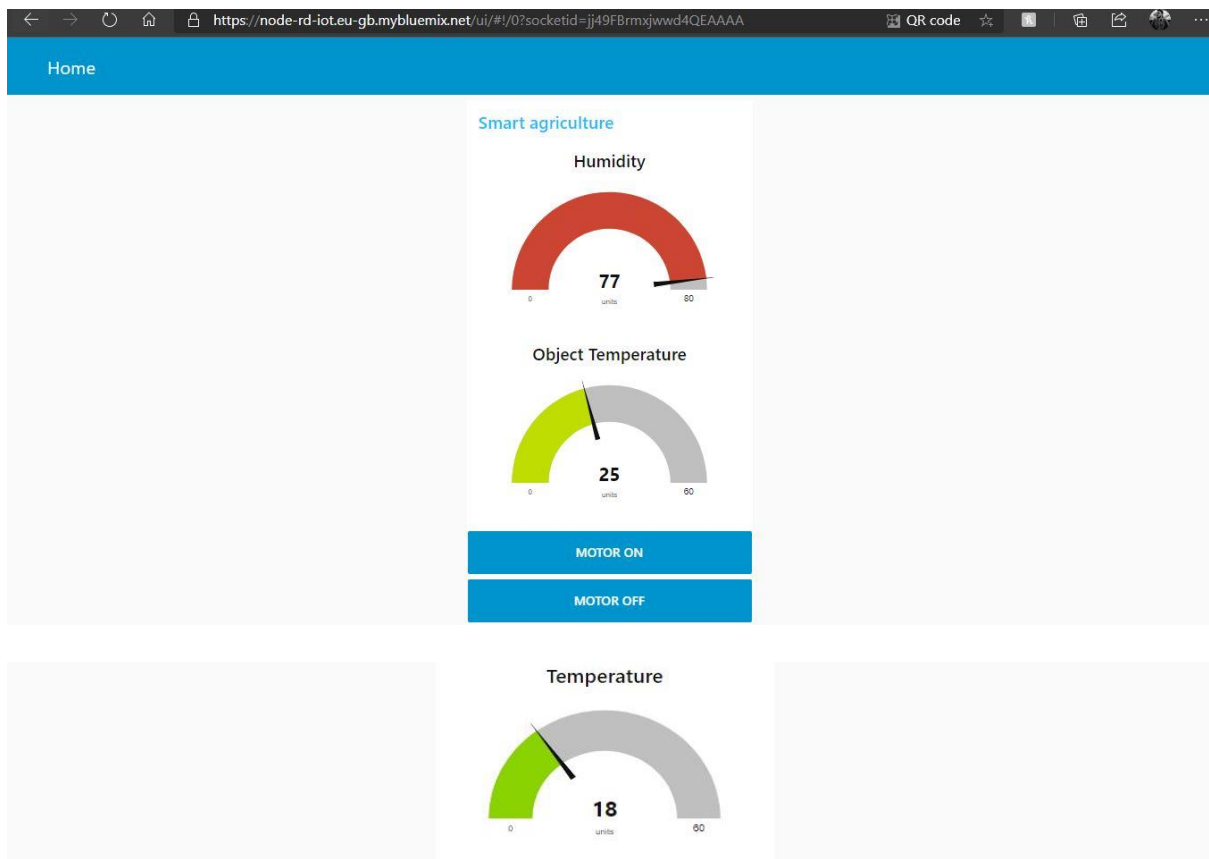 https://node-rd-iot.eu-gb.mybluemix.net/ui/#!/0?socketid=jj49FBrmxjwwd4QEAAAA QR code
Home
Smart agriculture
Humidity
77
0 units 80
Object Temperature
25
0 units 60
MOTOR ON
MOTOR OFF
Temperature
18
0 units 60